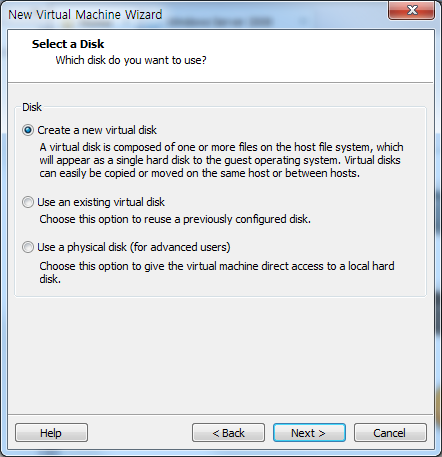 New Virtual Machine Wizard
Select a Disk
Which disk do you want to use?
Disk
Create a new virtual disk
A virtual disk is composed of one or more files on the host file system, which
will appear as a single hard disk to the guest operating system. Virtual disks
can easily be copied or moved on the same host or between hosts.
Use an existing virtual disk
Choose this option to reuse a previously configured disk.
Use a physical disk (for advanced users)
Choose this option to give the virtual machine direct access to a local hard
disk.
Help
< Back
Next >
Cancel